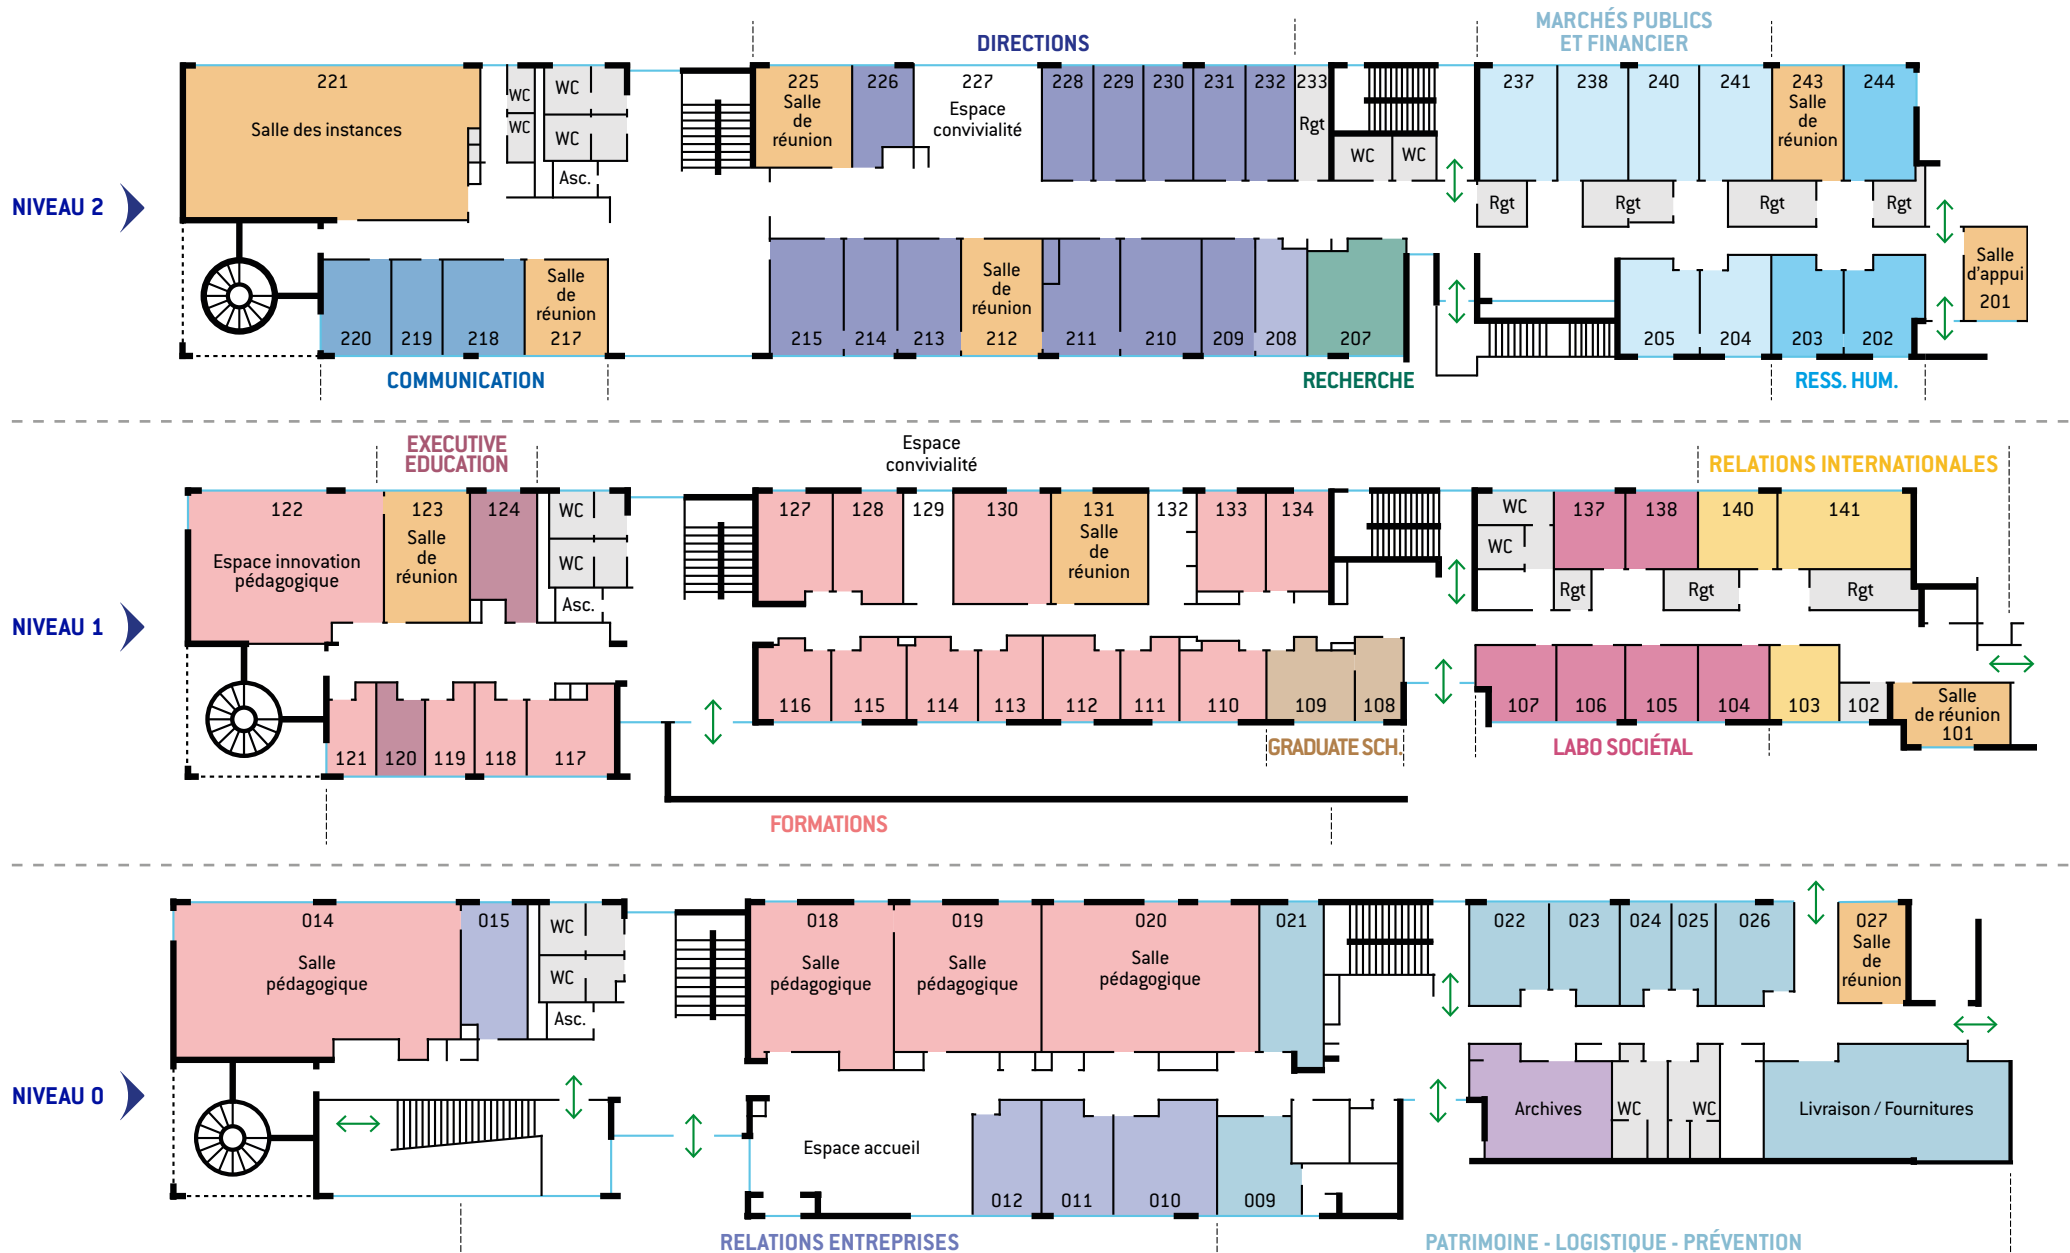 MARCHÉS PUBLICS
ET FINANCIER
DIRECTIONS
221
Salle des instances
WC
WC
WC
WC
Asc.
225
Salle
de
réunion
226
227
Espace
convivialité
228
229
230
231
232
233
Rgt
WC
WC
237
238
240
241
243
Salle
de
réunion
244
Rgt
Rgt
Rgt
Rgt
NIVEAU 2
220
219
218
Salle
de
réunion
217
215
214
213
Salle
de
réunion
212
211
210
209
208
207
205
204
203
202
Salle
d'appui
201
COMMUNICATION
RECHERCHE
RESS. HUM.
EXECUTIVE
EDUCATION
Espace
convivialité
RELATIONS INTERNATIONALES
122
Espace innovation
pédagogique
123
Salle
de
réunion
124
WC
WC
Asc.
127
128
129
130
131
Salle
de
réunion
132
133
134
WC
WC
137
138
140
141
Rgt
Rgt
Rgt
NIVEAU 1
121
120
119
118
117
116
115
114
113
112
111
110
109
108
107
106
105
104
103
102
Salle
de réunion
101
GRADUATE SCH.
LABO SOCIÉTAL
FORMATIONS
014
Salle
pédagogique
015
WC
WC
Asc.
018
Salle
pédagogique
019
Salle
pédagogique
020
Salle
pédagogique
021
022
023
024
025
026
027
Salle
de
réunion
NIVEAU 0
Espace accueil
012
011
010
009
Archives
WC
WC
Livraison / Fournitures
RELATIONS ENTREPRISES
PATRIMOINE - LOGISTIQUE - PRÉVENTION